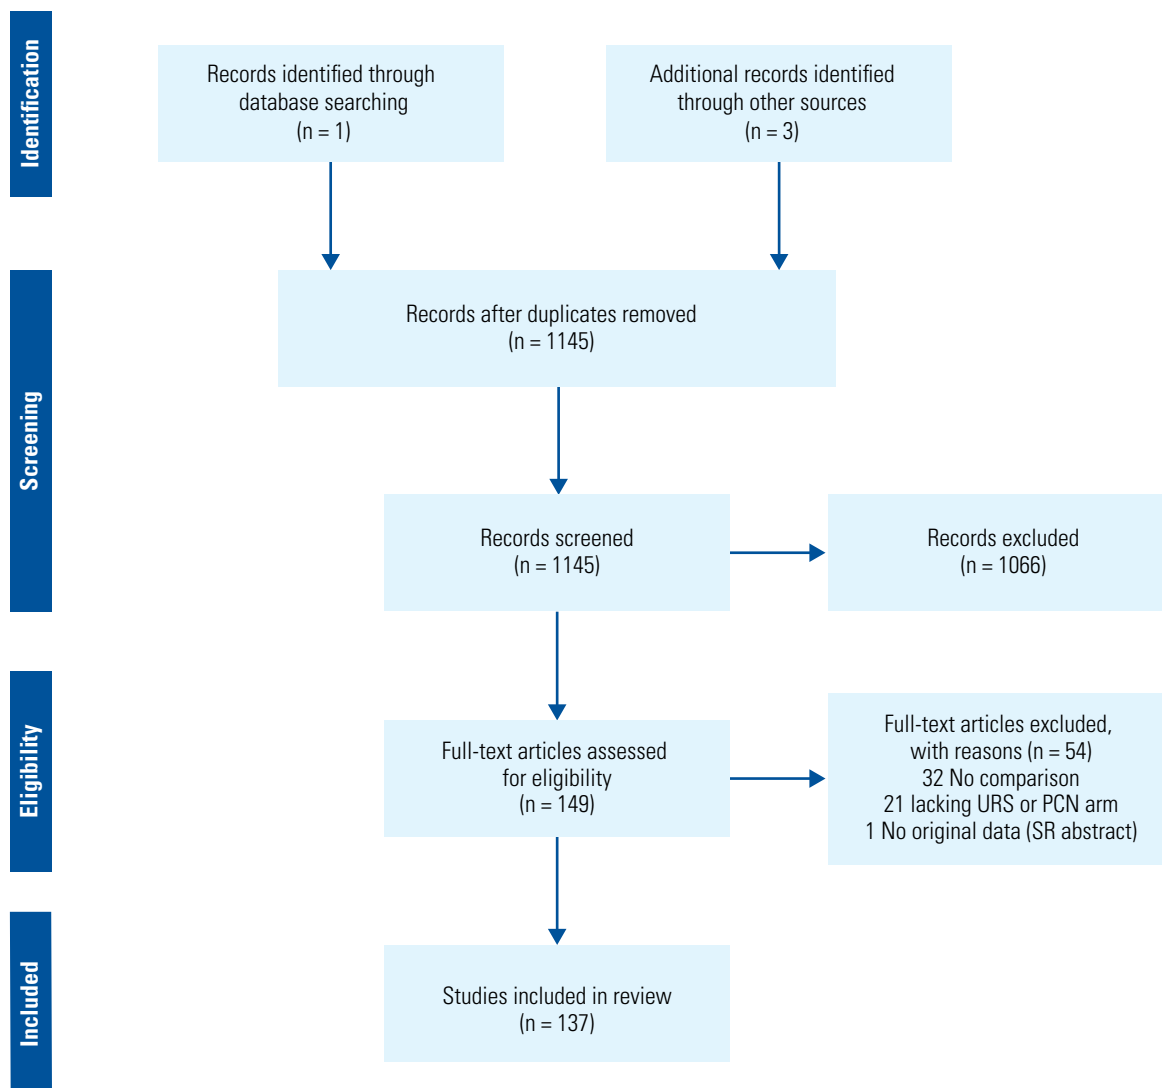 Identification
Records identified through
database searching
(n = 1)
Additional records identified
through other sources
(n = 3)
Screening
Records after duplicates removed
(n = 1145)
Records screened
(n = 1145)
Records excluded
(n = 1066)
Eligibility
Full-text articles assessed
for eligibility
(n = 149)
Full-text articles excluded,
with reasons (n = 54)
32 No comparison
21 lacking URS or PCN arm
1 No original data (SR abstract)
Included
Studies included in review
(n = 137)